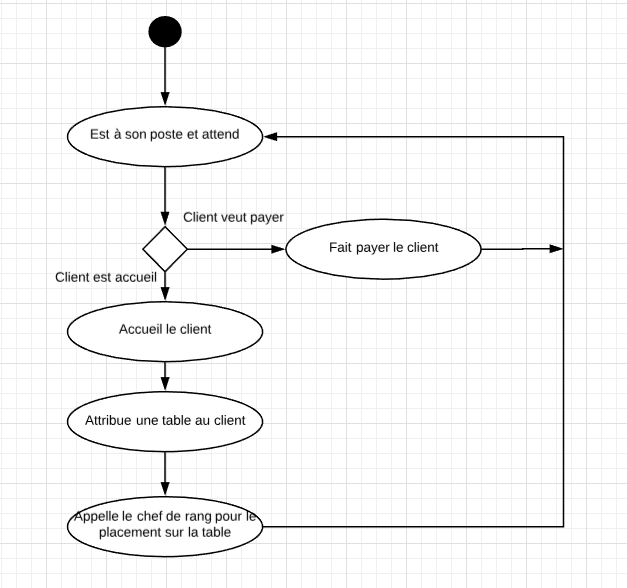 Est à son poste et attend
Client veut payer
Fait payer le client
Client est accueil
Accueil le client
Attribue une table au client
Appelle le chef de rang pour le
placement sur la table